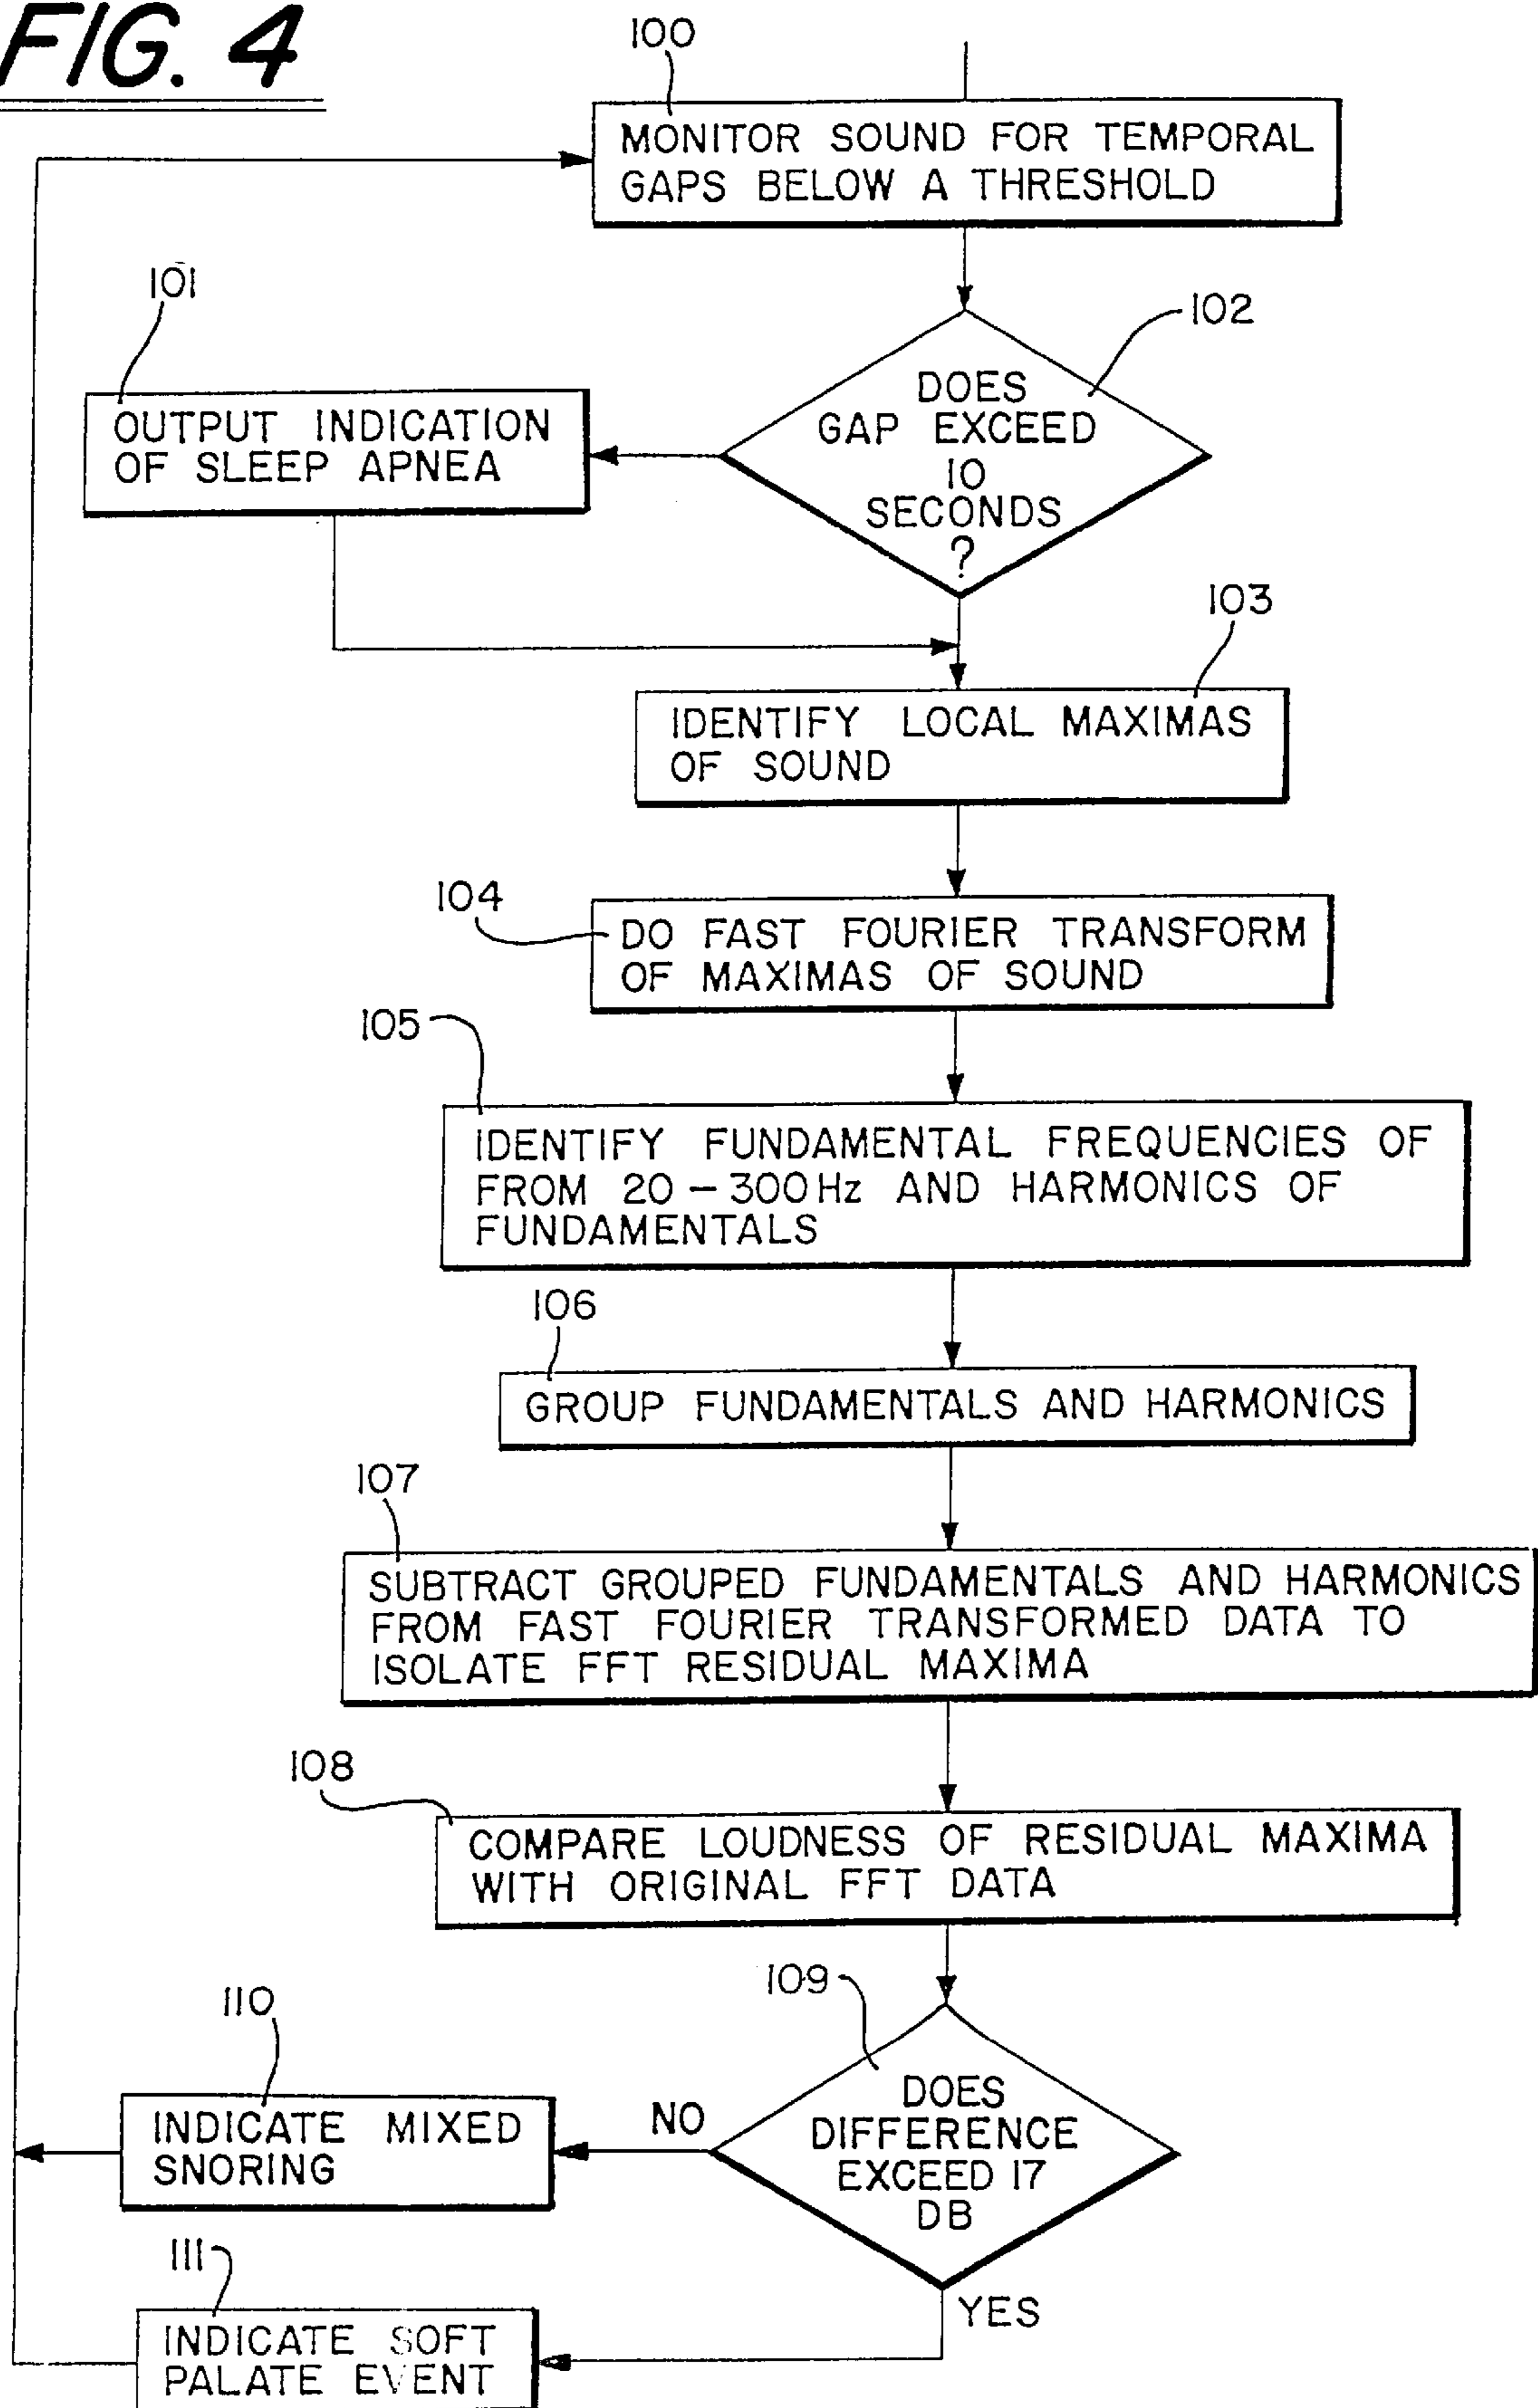 FIG. 4
100
MONITOR SOUND FOR TEMPORAL
GAPS BELOW A THRESHOLD
101
OUTPUT INDICATION
OF SLEEP APNEA
102
DOES
GAP EXCEED
10
SECONDS
?
103
IDENTIFY LOCAL MAXIMAS
OF SOUND
104
DO FAST FOURIER TRANSFORM
OF MAXIMAS OF SOUND
105
IDENTIFY FUNDAMENTAL FREQUENCIES OF
FROM 20 – 300 Hz AND HARMONICS OF
FUNDAMENTALS
106
GROUP FUNDAMENTALS AND HARMONICS
107
SUBTRACT GROUPED FUNDAMENTALS AND HARMONICS
FROM FAST FOURIER TRANSFORMED DATA TO
ISOLATE FFT RESIDUAL MAXIMA
108
COMPARE LOUDNESS OF RESIDUAL MAXIMA
WITH ORIGINAL FFT DATA
109
DOES
DIFFERENCE
EXCEED 17
DB
NO
110
INDICATE MIXED
SNORING
YES
111
INDICATE SOFT
PALATE EVENT